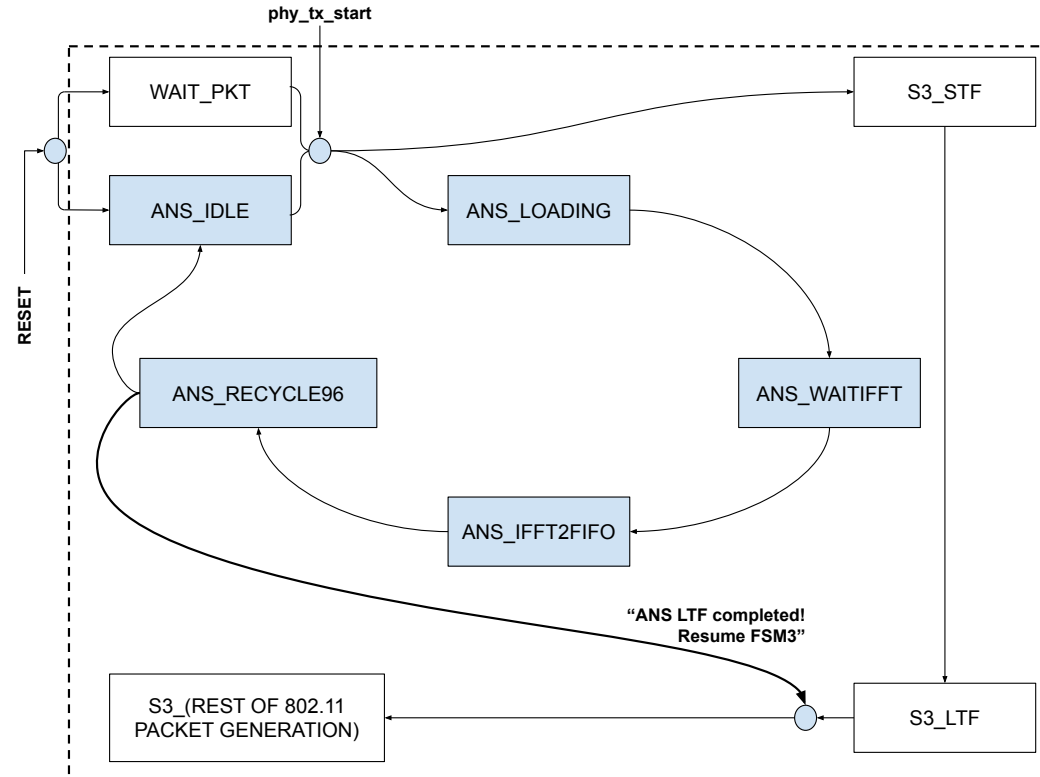 phy_tx_start
WAIT_PKT
S3_STF
ANS_IDLE
ANS_LOADING
RESET
ANS_RECYCLE96
ANS_WAITIFFT
ANS_IFFT2FIFO
“ANS LTF completed!
Resume FSM3”
S3_(REST OF 802.11
PACKET GENERATION)
S3_LTF